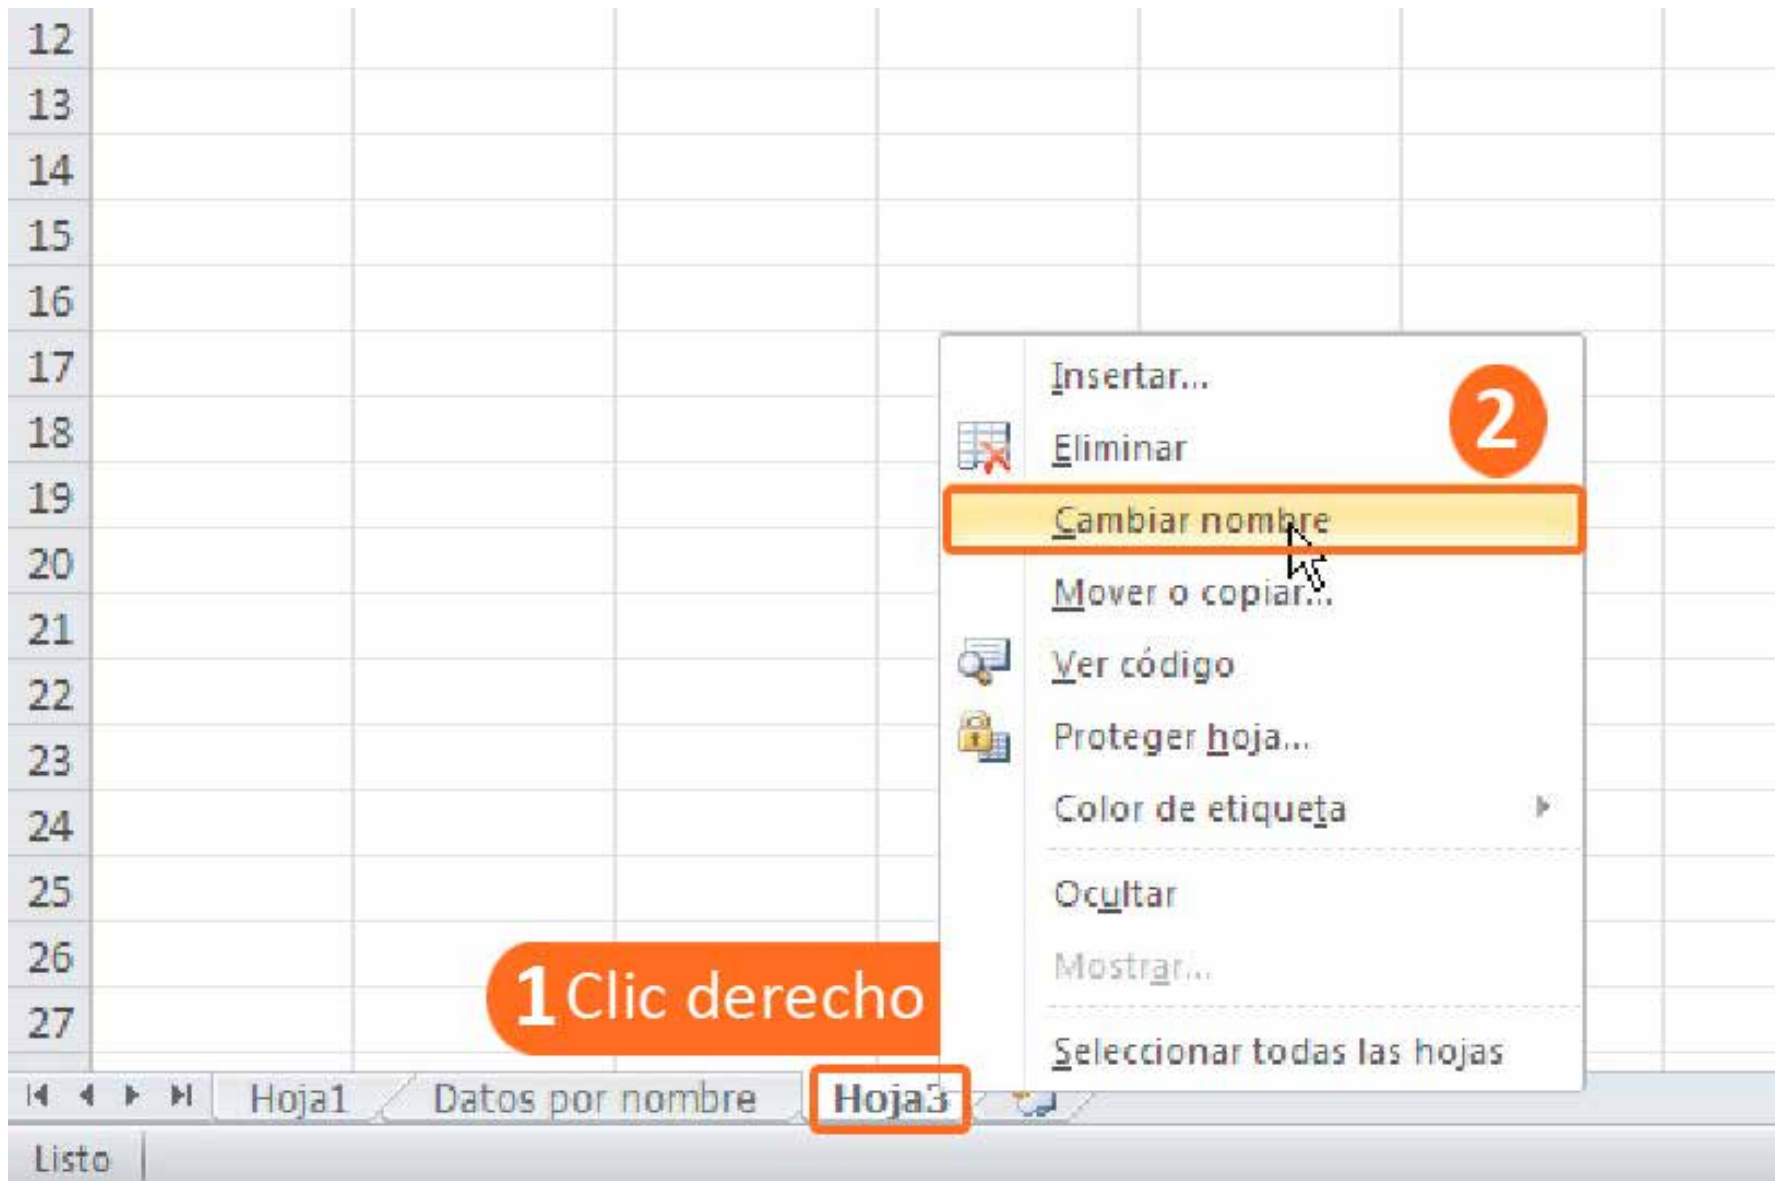 12
13
14
15
16
17
18
19
20
21
22
23
24
25
26
27
Insertar...
2
Eliminar
Cambiar nombre
Mover o copiar...
Ver código
Proteger hoja...
Color de etiqueta
Ocultar
Mostrar...
Seleccionar todas las hojas
1 Clic derecho
Hoja1 Datos por nombre Hoja3
Listo